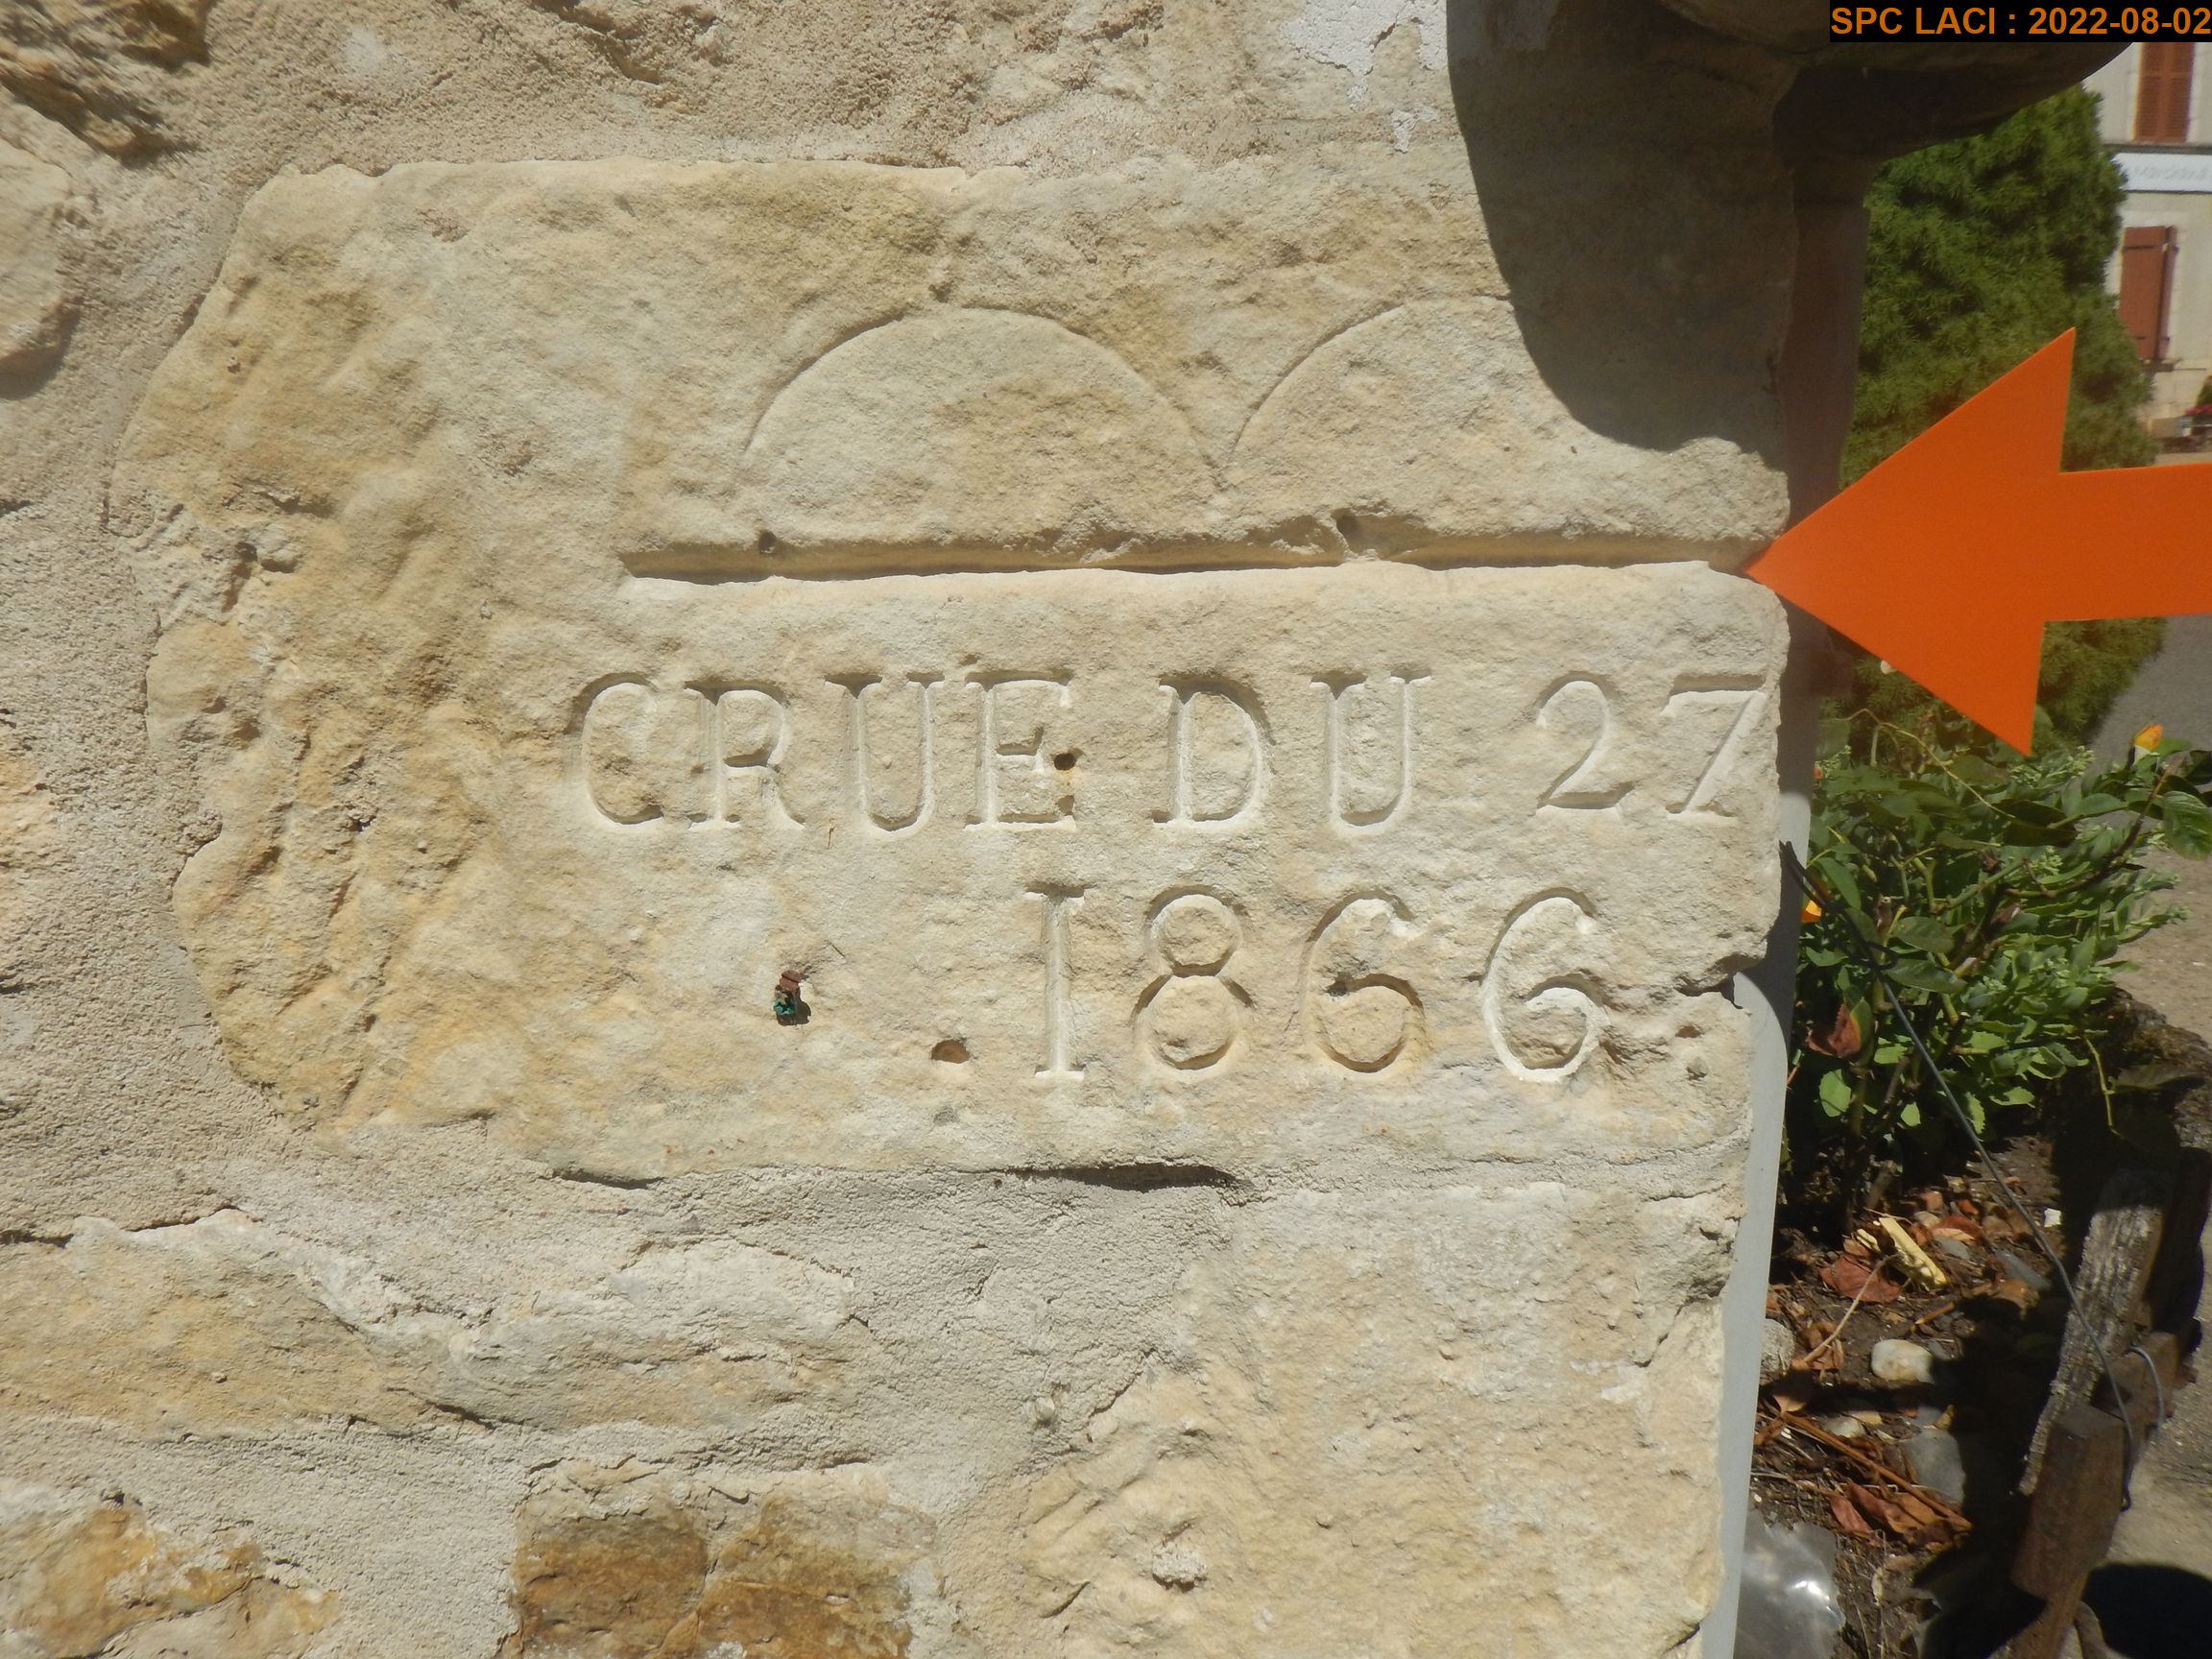 SPC LACI : 2022-08-02
CRUE DU 27
1866